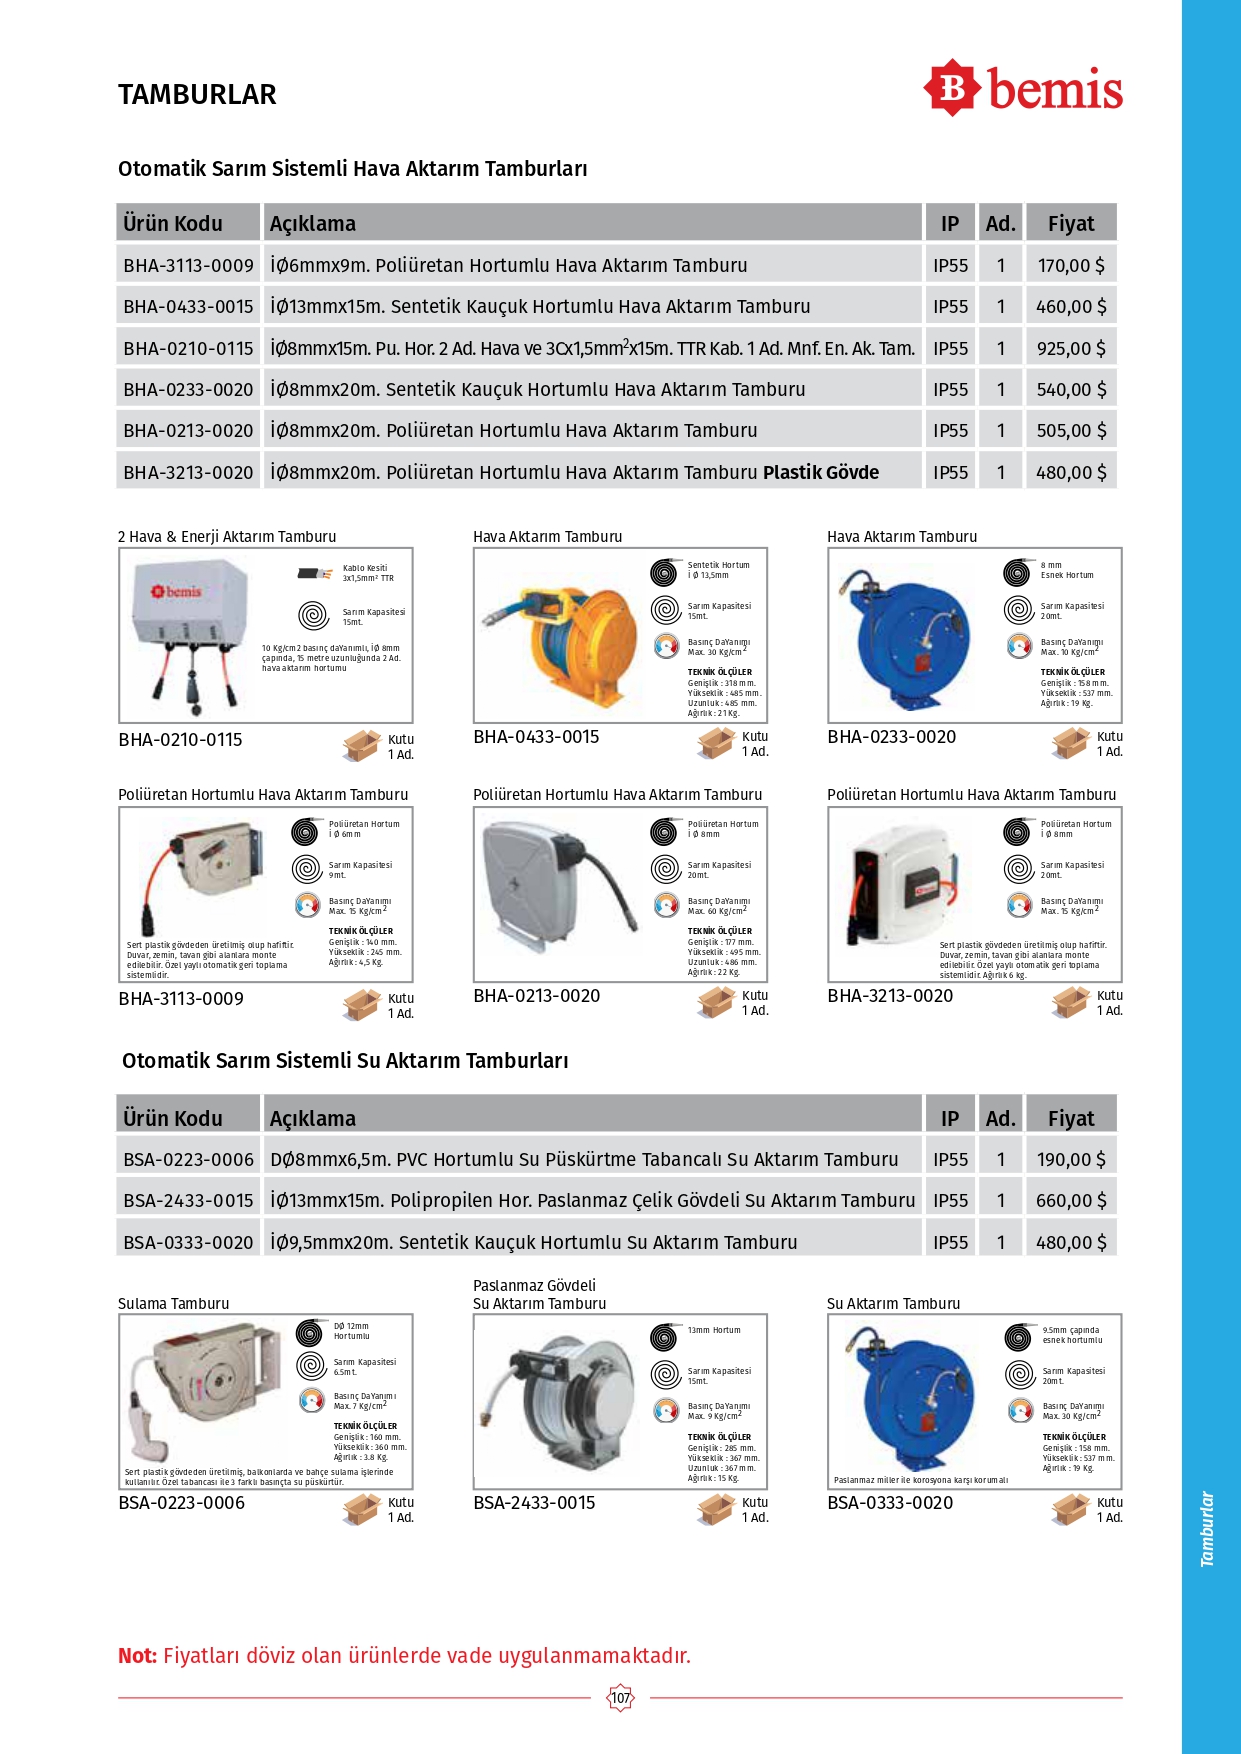 TAMBURLAR
B bemis
Otomatik Sarım Sistemli Hava Aktarım Tamburları
Ürün Kodu Açıklama IP Ad. Fiyat
BHA-3113-0009 İØ6mmx9m. Poliüretan Hortumlu Hava Aktarım Tamburu IP55 1 170,00 $
BHA-0433-0015 İØ13mmx15m. Sentetik Kauçuk Hortumlu Hava Aktarım Tamburu IP55 1 460,00 $
BHA-0210-0115 İØ8mmx15m. Pu. Hor. 2 Ad. Hava ve 3Cx1,5mm²x15m. TTR Kab. 1 Ad. Mnf. En. Ak. Tam. IP55 1 925,00 $
BHA-0233-0020 İØ8mmx20m. Sentetik Kauçuk Hortumlu Hava Aktarım Tamburu IP55 1 540,00 $
BHA-0213-0020 İØ8mmx20m. Poliüretan Hortumlu Hava Aktarım Tamburu IP55 1 505,00 $
BHA-3213-0020 İØ8mmx20m. Poliüretan Hortumlu Hava Aktarım Tamburu Plastik Gövde IP55 1 480,00 $
2 Hava & Enerji Aktarım Tamburu
bemis
Kablo Kesiti
3x1,5mm² TTR
Sarım Kapasitesi
15mt.
10 Kg/cm2 basınç daYanımlı, İØ 8mm
çapında, 15 metre uzunluğunda 2 Ad.
hava aktarım hortumu
BHA-0210-0115
Kutu
1 Ad.
Hava Aktarım Tamburu
Sentetik Hortum
İ Ø 13,5mm
Sarım Kapasitesi
15mt.
Basınç DaYanımı
Max. 30 Kg/cm²
TEKNİK ÖLÇÜLER
Genişlik : 318 mm.
Yükseklik : 485 mm.
Uzunluk : 485 mm.
Ağırlık : 21 Kg.
BHA-0433-0015
Kutu
1 Ad.
Hava Aktarım Tamburu
8 mm
Esnek Hortum
Sarım Kapasitesi
20mt.
Basınç DaYanımı
Max. 10 Kg/cm²
TEKNİK ÖLÇÜLER
Genişlik : 158 mm.
Yükseklik : 537 mm.
Ağırlık : 19 Kg.
BHA-0233-0020
Kutu
1 Ad.
Poliüretan Hortumlu Hava Aktarım Tamburu
Poliüretan Hortum
İ Ø 6mm
Sarım Kapasitesi
9mt.
Basınç DaYanımı
Max. 15 Kg/cm²
TEKNİK ÖLÇÜLER
Genişlik : 140 mm.
Yükseklik : 245 mm.
Ağırlık : 4,5 Kg.
Sert plastik gövdeden üretilmiş olup hafiftir.
Duvar, zemin, tavan gibi alanlara monte
edilebilir. Özel yaylı otomatik geri toplama
sistemlidir.
BHA-3113-0009
Kutu
1 Ad.
Poliüretan Hortumlu Hava Aktarım Tamburu
Poliüretan Hortum
İ Ø 8mm
Sarım Kapasitesi
20mt.
Basınç DaYanımı
Max. 60 Kg/cm²
TEKNİK ÖLÇÜLER
Genişlik : 177 mm.
Yükseklik : 495 mm.
Uzunluk : 486 mm.
Ağırlık : 22 Kg.
BHA-0213-0020
Kutu
1 Ad.
Poliüretan Hortumlu Hava Aktarım Tamburu
Poliüretan Hortum
İ Ø 8mm
Sarım Kapasitesi
20mt.
Basınç DaYanımı
Max. 15 Kg/cm²
Sert plastik gövdeden üretilmiş olup hafiftir.
Duvar, zemin, tavan gibi alanlara monte
edilebilir. Özel yaylı otomatik geri toplama
sistemlidir. Ağırlık 6 kg.
BHA-3213-0020
Kutu
1 Ad.
Otomatik Sarım Sistemli Su Aktarım Tamburları
Ürün Kodu Açıklama IP Ad. Fiyat
BSA-0223-0006 DØ8mmx6,5m. PVC Hortumlu Su Püskürtme Tabancalı Su Aktarım Tamburu IP55 1 190,00 $
BSA-2433-0015 İØ13mmx15m. Polipropilen Hor. Paslanmaz Çelik Gövdeli Su Aktarım Tamburu IP55 1 660,00 $
BSA-0333-0020 İØ9,5mmx20m. Sentetik Kauçuk Hortumlu Su Aktarım Tamburu IP55 1 480,00 $
Sulama Tamburu
DØ 12mm
Hortumlu
Sarım Kapasitesi
6.5mt.
Basınç DaYanımı
Max. 7 Kg/cm²
TEKNİK ÖLÇÜLER
Genişlik : 160 mm.
Yükseklik : 360 mm.
Ağırlık : 3.8 Kg.
Sert plastik gövdeden üretilmiş, balkonlarda ve bahçe sulama işlerinde
kullanılır. Özel tabancası ile 3 farklı basınçta su püskürtür.
BSA-0223-0006
Kutu
1 Ad.
Paslanmaz Gövdeli
Su Aktarım Tamburu
13mm Hortum
Sarım Kapasitesi
15mt.
Basınç DaYanımı
Max. 9 Kg/cm²
TEKNİK ÖLÇÜLER
Genişlik : 285 mm.
Yükseklik : 367 mm.
Uzunluk : 367 mm.
Ağırlık : 15 Kg.
BSA-2433-0015
Kutu
1 Ad.
Su Aktarım Tamburu
9.5mm çapında
esnek hortumlu
Sarım Kapasitesi
20mt.
Basınç DaYanımı
Max. 30 Kg/cm²
TEKNİK ÖLÇÜLER
Genişlik : 158 mm.
Yükseklik : 537 mm.
Ağırlık : 19 Kg.
Paslanmaz miller ile korosyona karşı korumalı
BSA-0333-0020
Kutu
1 Ad.
Tamburlar
Not: Fiyatları döviz olan ürünlerde vade uygulanmamaktadır.
107